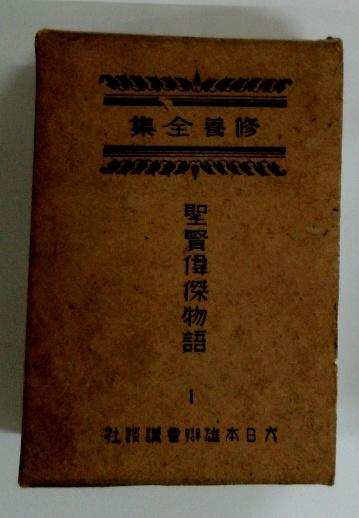 修養全集
聖賢偉傑物語
1
大日本雄辯會講談社